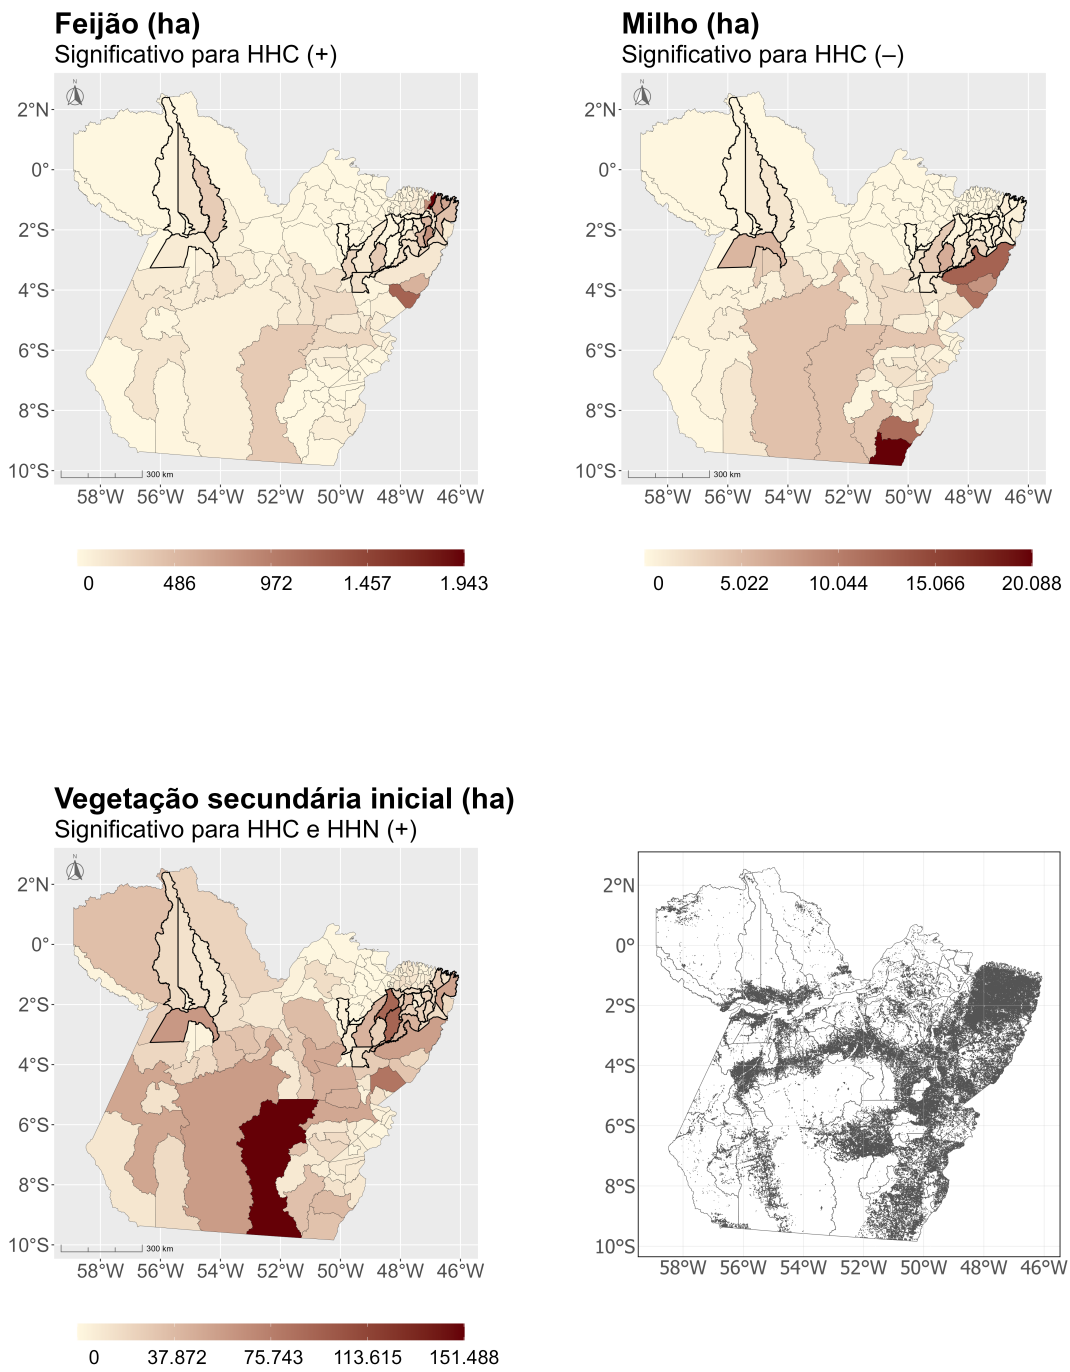 Feijão (ha)
Significativo para HHC (+)
N
2°N
0°
2°S
4°S
6°S
8°S
10°S
300 km
58°W 56°W 54°W 52°W 50°W 48°W 46°W
0 486 972 1.457 1.943
Milho (ha)
Significativo para HHC (–)
N
2°N
0°
2°S
4°S
6°S
8°S
10°S
300 km
58°W 56°W 54°W 52°W 50°W 48°W 46°W
0 5.022 10.044 15.066 20.088
Vegetação secundária inicial (ha)
Significativo para HHC e HHN (+)
N
2°N
0°
2°S
4°S
6°S
8°S
10°S
300 km
58°W 56°W 54°W 52°W 50°W 48°W 46°W
0 37.872 75.743 113.615 151.488
2°N
0°
2°S
4°S
6°S
8°S
10°S
58°W 56°W 54°W 52°W 50°W 48°W 46°W